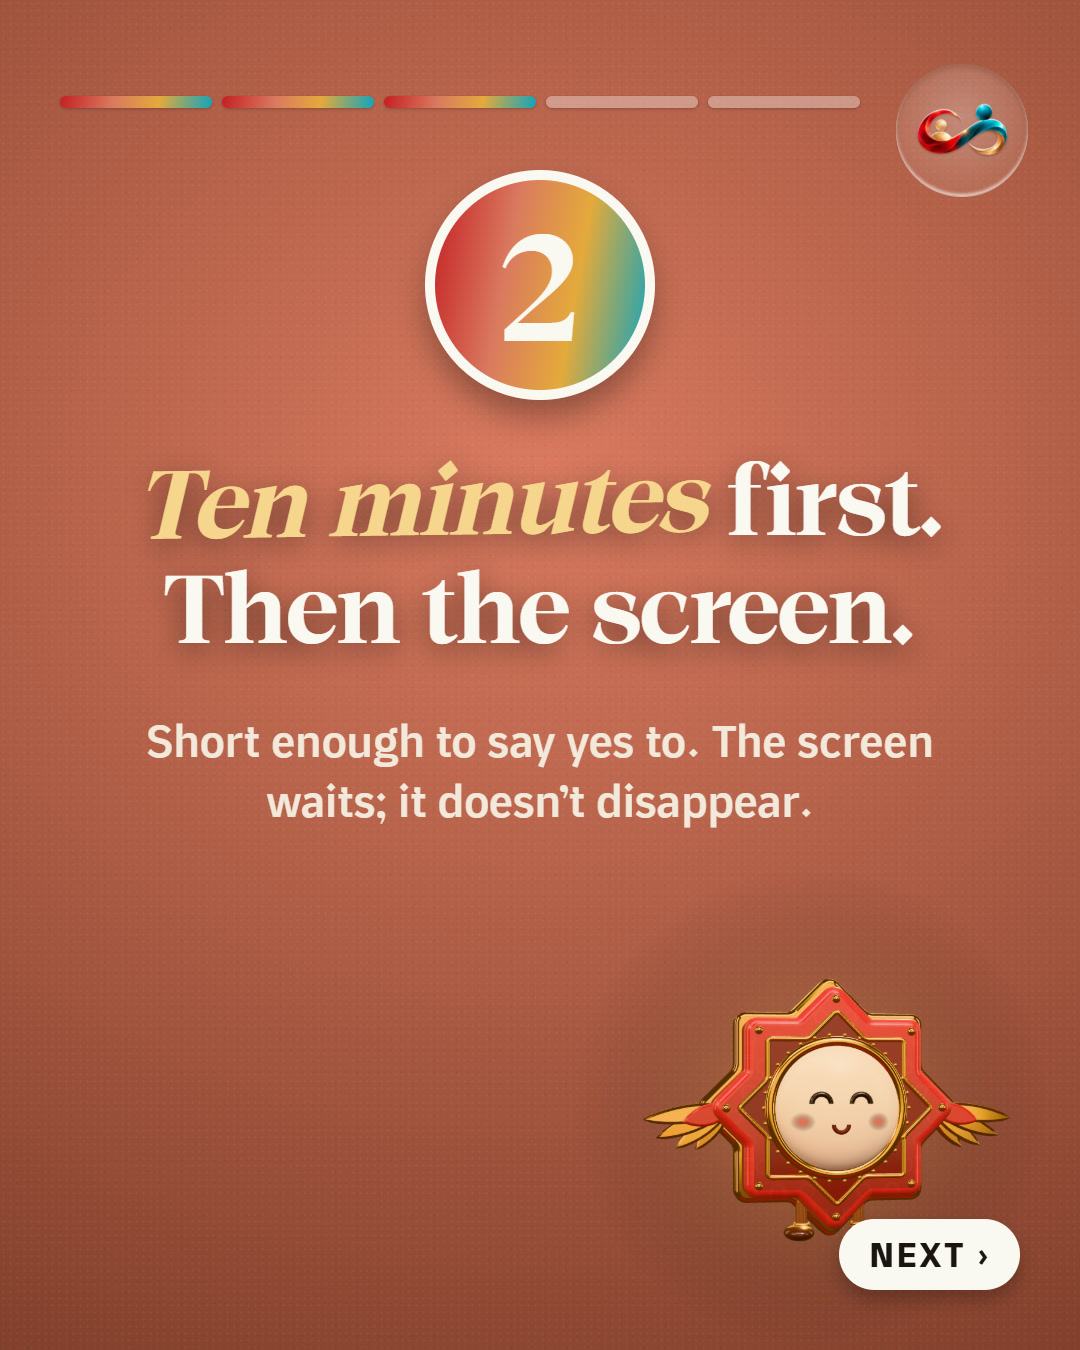 2
Ten minutes first.
Then the screen.
Short enough to say yes to. The screen
waits; it doesn’t disappear.
NEXT ›